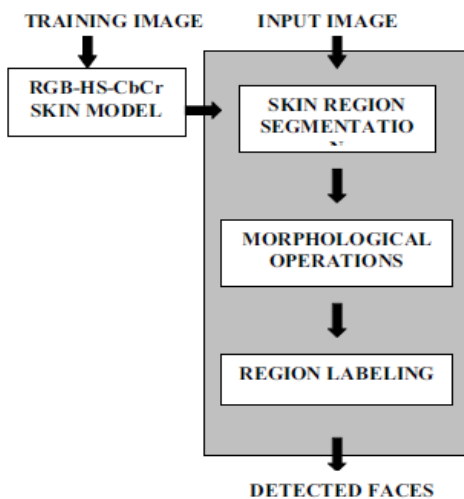 TRAINING IMAGE
INPUT IMAGE
RGB-HS-CbCr
SKIN MODEL
SKIN REGION
SEGMENTATIO
N
MORPHOLOGICAL
OPERATIONS
REGION LABELING
DETECTED FACES